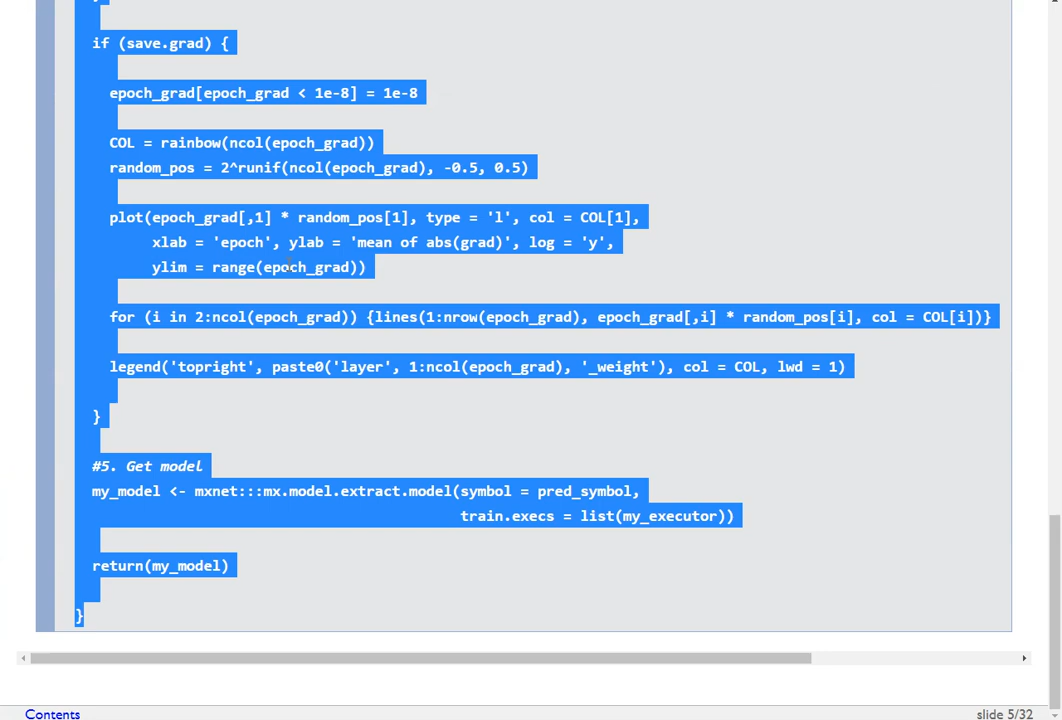 if (save.grad) {
epoch_grad[epoch_grad < 1e-8] = 1e-8
COL = rainbow(ncol(epoch_grad))
random_pos = 2^runif(ncol(epoch_grad), -0.5, 0.5)
plot(epoch_grad[,1] * random_pos[1], type = 'l', col = COL[1],
xlab = 'epoch', ylab = 'mean of abs(grad)', log = 'y',
ylim = range(epoch_grad))
for (i in 2:ncol(epoch_grad)) {lines(1:nrow(epoch_grad), epoch_grad[,i] * random_pos[i], col = COL[i])}
legend('topright', paste0('layer', 1:ncol(epoch_grad), '_weight'), col = COL, lwd = 1)
}
#5. Get model
my_model <- mxnet:::mx.model.extract.model(symbol = pred_symbol,
train.execs = list(my_executor))
return(my_model)
}
Contents
slide 5/32